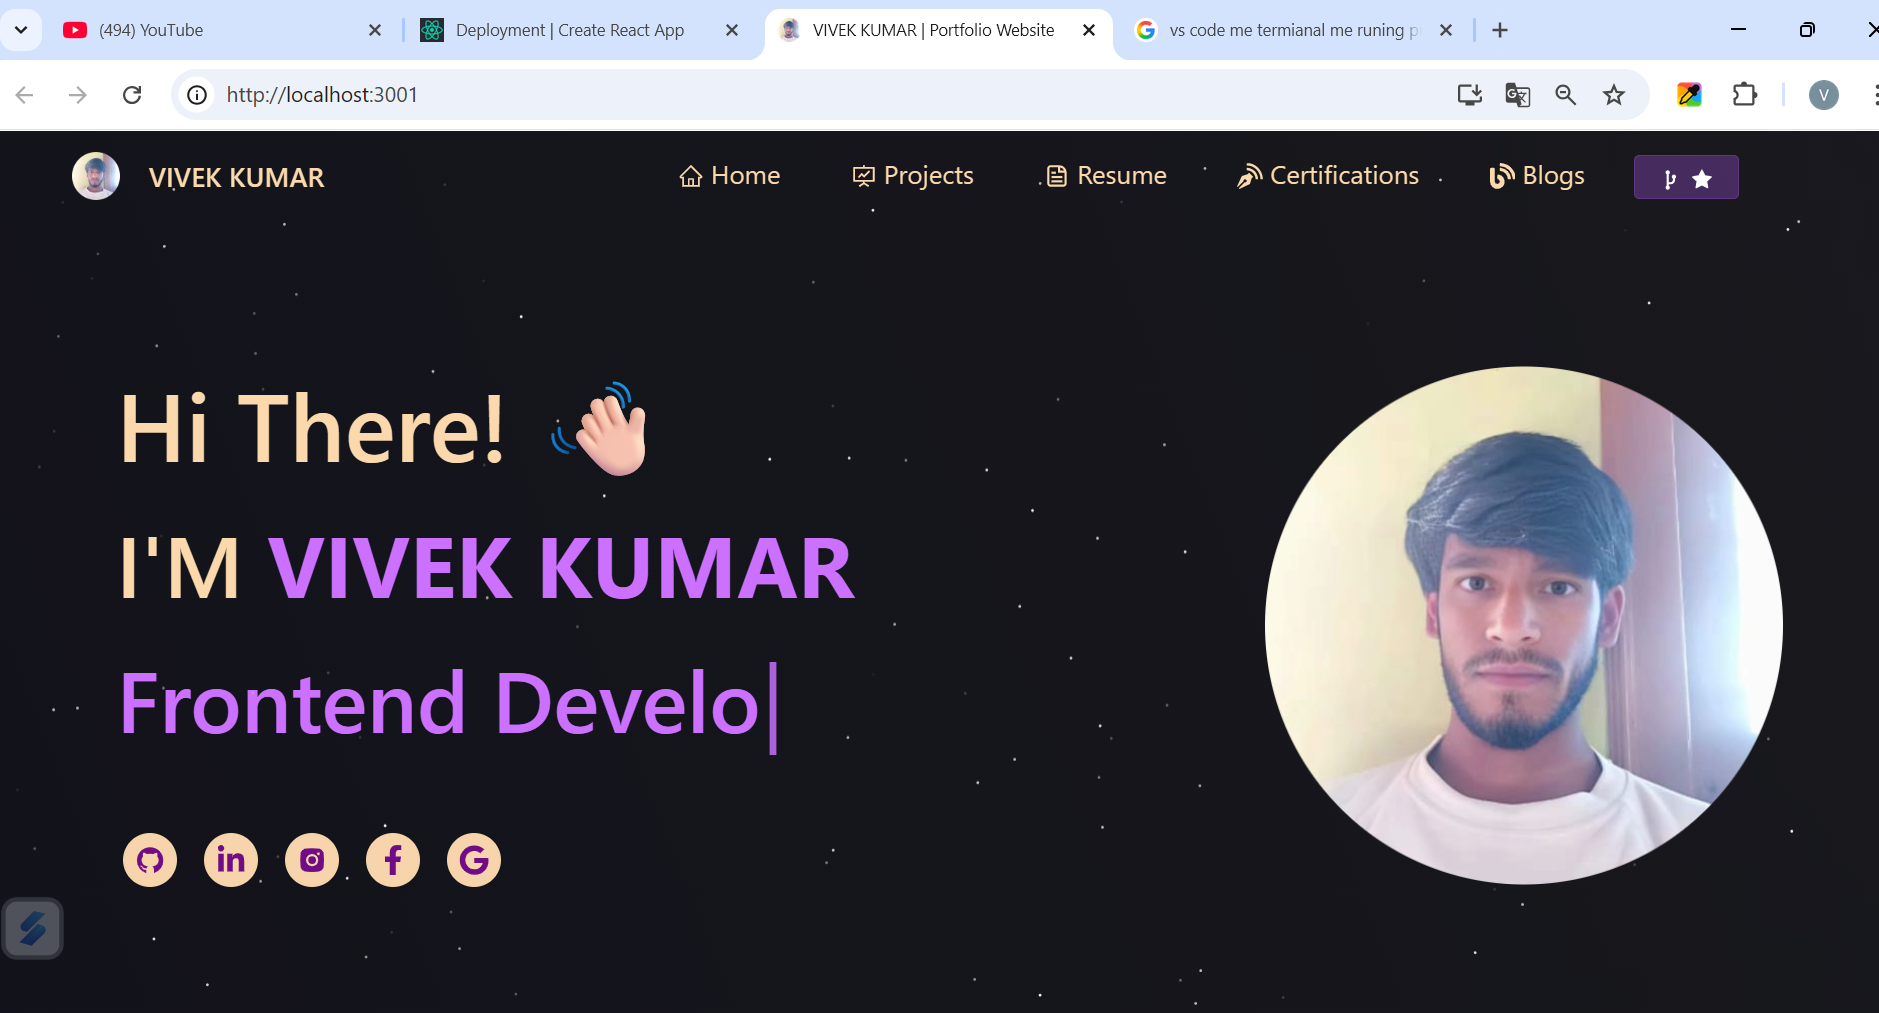 (494) YouTube
Deployment | Create React App
VIVEK KUMAR | Portfolio Website
vs code me termianal me runing p
http://localhost:3001
V
VIVEK KUMAR
Home
Projects
Resume
Certifications
Blogs
Hi There!
I'M VIVEK KUMAR
Frontend Develo